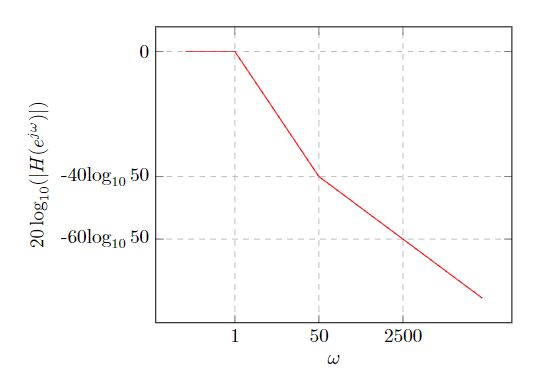 20 log₁₀(|H(e^{jω})|)
0
-40log₁₀ 50
-60log₁₀ 50
1 50 2500
ω